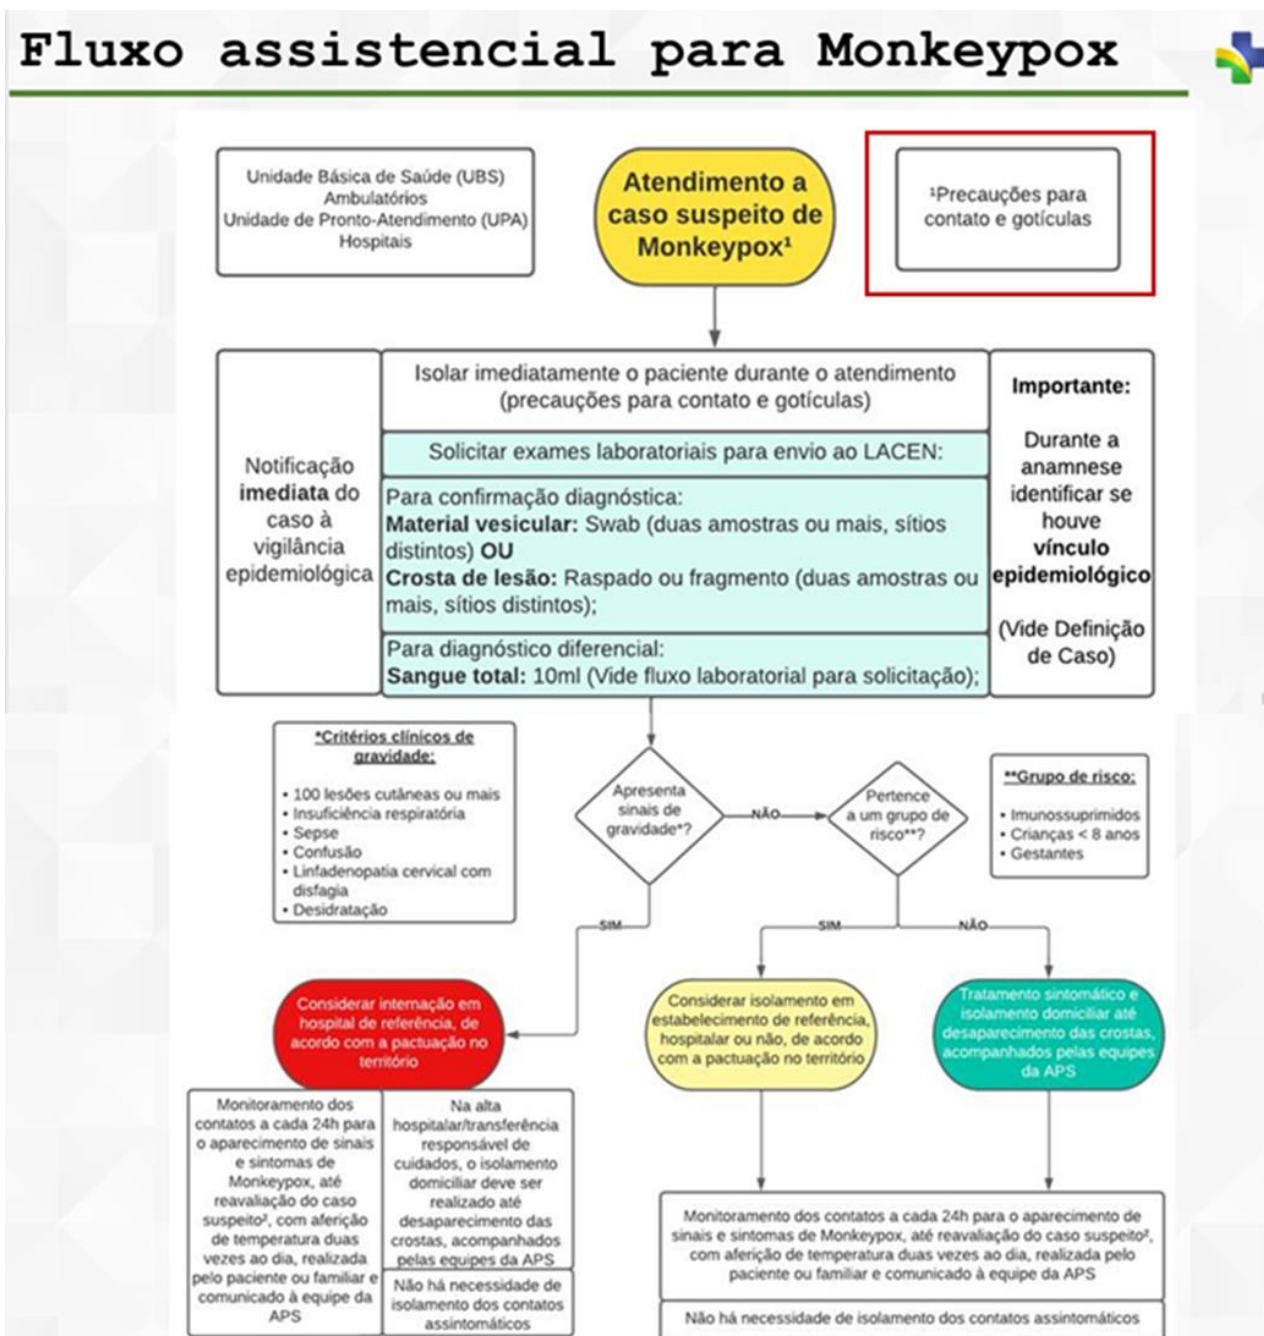 Fluxo assistencial para Monkeypox
Unidade Básica de Saúde (UBS)
Ambulatórios
Unidade de Pronto-Atendimento (UPA)
Hospitais
Atendimento a
caso suspeito de
Monkeypox¹
¹Precauções para
contato e gotículas
Notificação
imediata do
caso à
vigilância
epidemiológica
Isolar imediatamente o paciente durante o atendimento
(precauções para contato e gotículas)
Solicitar exames laboratoriais para envio ao LACEN:
Para confirmação diagnóstica:
Material vesicular: Swab (duas amostras ou mais, sítios
distintos) OU
Crosta de lesão: Raspado ou fragmento (duas amostras ou
mais, sítios distintos);
Para diagnóstico diferencial:
Sangue total: 10ml (Vide fluxo laboratorial para solicitação);
Importante:
Durante a
anamnese
identificar se
houve
vínculo
epidemiológico
(Vide Definição
de Caso)
*Critérios clínicos de
gravidade:
• 100 lesões cutâneas ou mais
• Insuficiência respiratória
• Sepse
• Confusão
• Linfadenopatia cervical com
disfagia
• Desidratação
Apresenta
sinais de
gravidade*?
NÃO
Pertence
a um grupo de
risco**?
**Grupo de risco:
• Imunossuprimidos
• Crianças < 8 anos
• Gestantes
SIM
SIM
NÃO
Considerar internação em
hospital de referência, de
acordo com a pactuação no
território
Considerar isolamento em
estabelecimento de referência,
hospitalar ou não, de acordo
com a pactuação no território
Tratamento sintomático e
isolamento domiciliar até
desaparecimento das crostas,
acompanhados pelas equipes
da APS
Monitoramento dos
contatos a cada 24h para
o aparecimento de sinais
e sintomas de
Monkeypox, até
reavaliação do caso
suspeito², com aferição
de temperatura duas
vezes ao dia, realizada
pelo paciente ou familiar e
comunicado à equipe da
APS
Na alta
hospitalar/transferência
responsável de
cuidados, o isolamento
domiciliar deve ser
realizado até
desaparecimento das
crostas, acompanhados
pelas equipes da APS
Não há necessidade de
isolamento dos contatos
assintomáticos
Monitoramento dos contatos a cada 24h para o aparecimento de
sinais e sintomas de Monkeypox, até reavaliação do caso suspeito²,
com aferição de temperatura duas vezes ao dia, realizada pelo
paciente ou familiar e comunicado à equipe da APS
Não há necessidade de isolamento dos contatos assintomáticos